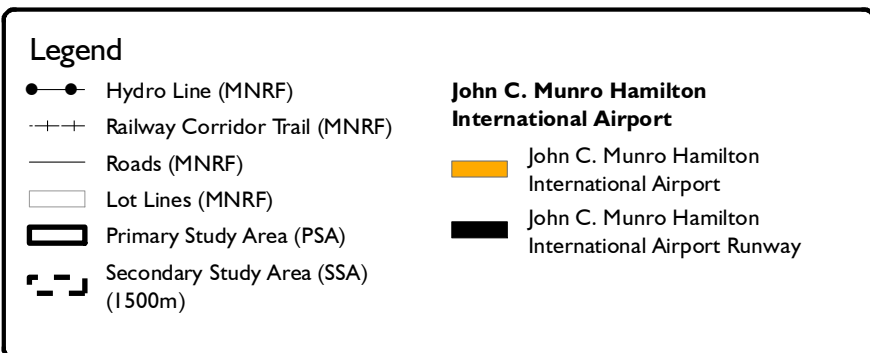 Legend
Hydro Line (MNRF)
Railway Corridor Trail (MNRF)
Roads (MNRF)
Lot Lines (MNRF)
Primary Study Area (PSA)
Secondary Study Area (SSA)
(1500m)
John C. Munro Hamilton
International Airport
John C. Munro Hamilton
International Airport
John C. Munro Hamilton
International Airport Runway